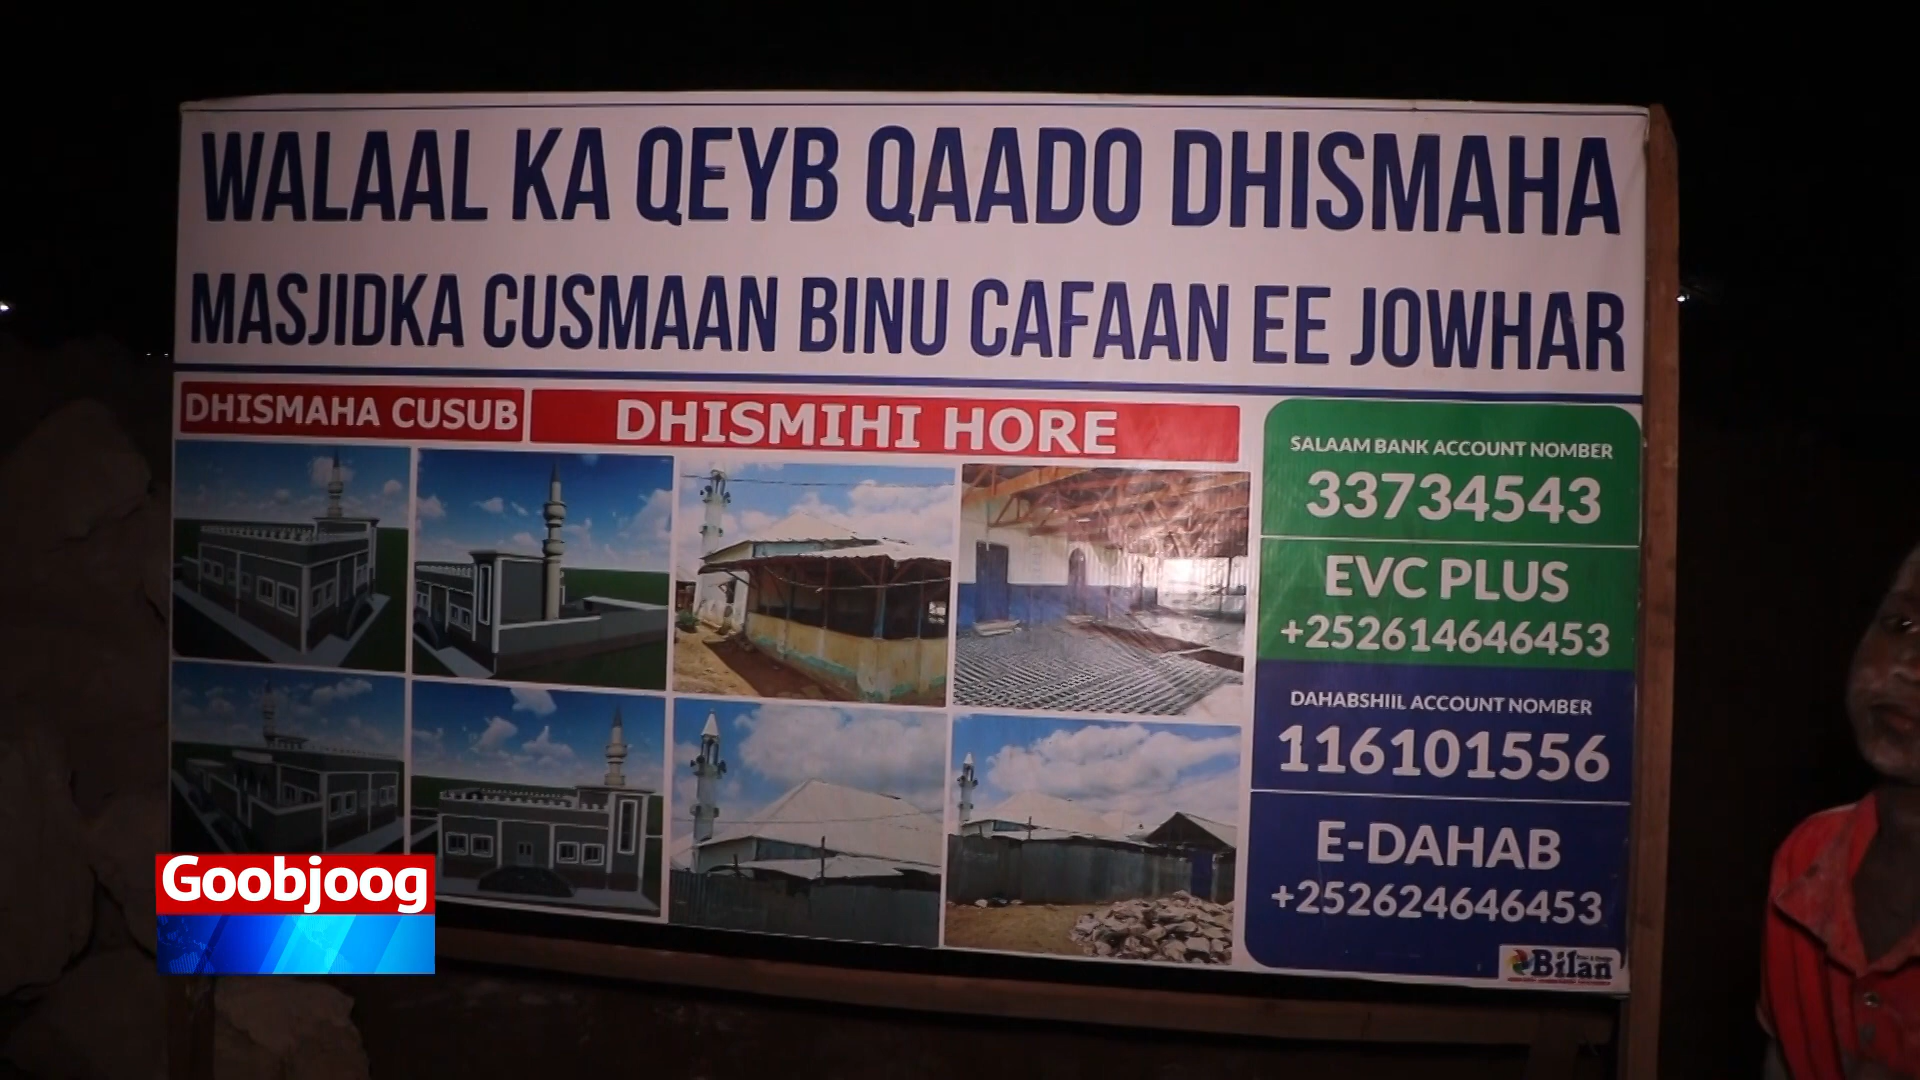 WALAAL KA QEYB QAADO DHISMAHA
MASJIDKA CUSMAAN BINU CAFAAN EE JOWHAR
DHISMAHA CUSUB
DHISMIHI HORE
SALAAM BANK ACCOUNT NOMBER
33734543
EVC PLUS
+252614646453
DAHABSHIIL ACCOUNT NOMBER
116101556
E-DAHAB
+252624646453
Bilan
Goobjoog